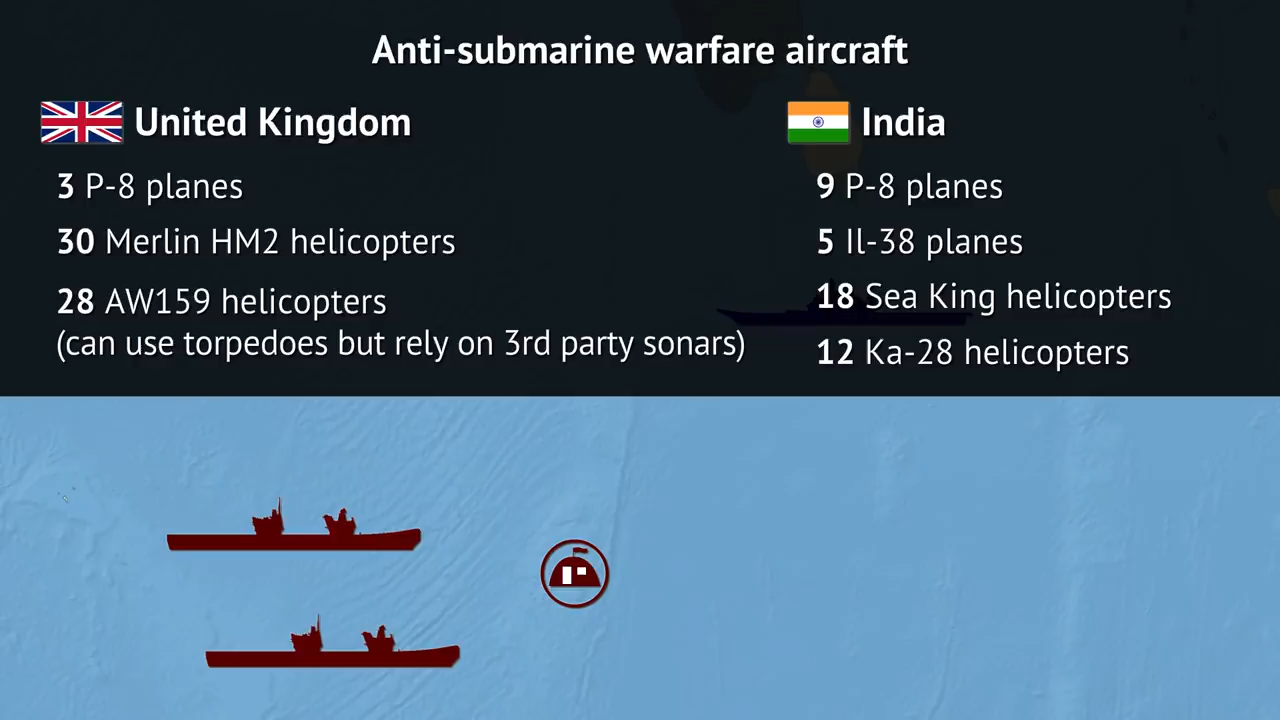 Anti-submarine warfare aircraft
United Kingdom
3 P-8 planes
30 Merlin HM2 helicopters
28 AW159 helicopters
(can use torpedoes but rely on 3rd party sonars)
India
9 P-8 planes
5 Il-38 planes
18 Sea King helicopters
12 Ka-28 helicopters